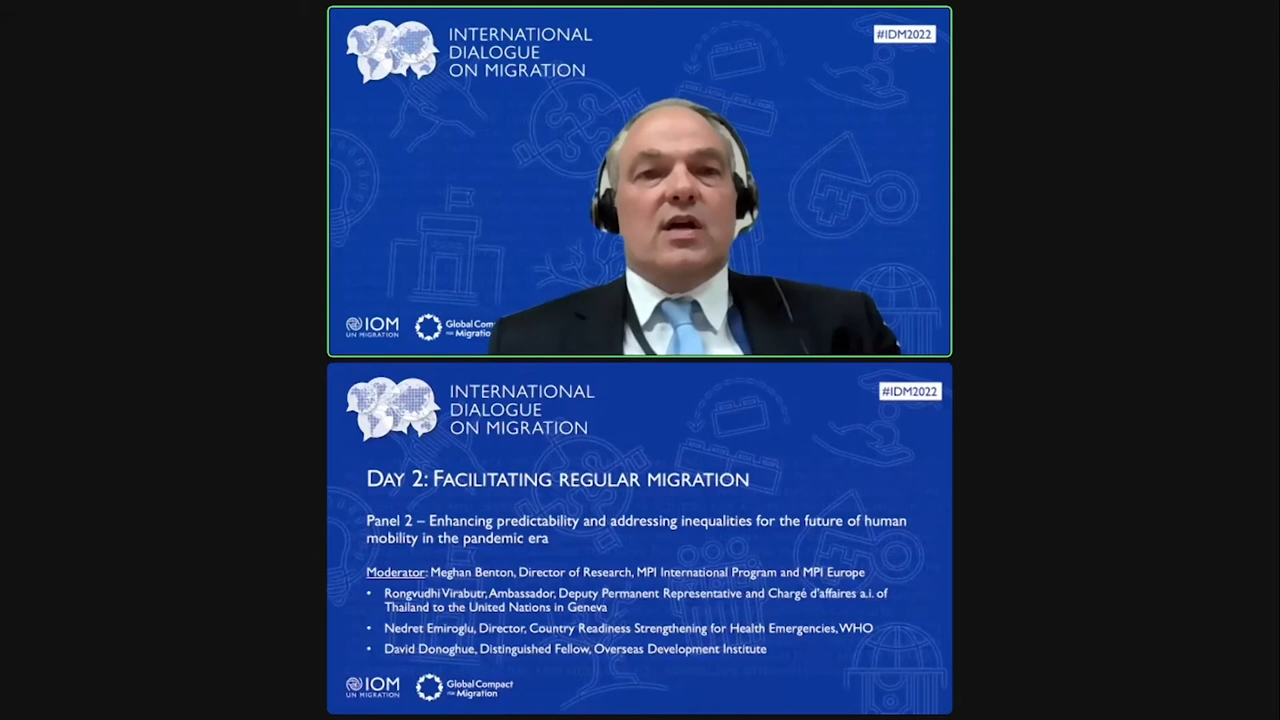 INTERNATIONAL
DIALOGUE
ON MIGRATION
#IDM2022
IOM
UN MIGRATION
Global Com
FOR Migratio
INTERNATIONAL
DIALOGUE
ON MIGRATION
#IDM2022
DAY 2: FACILITATING REGULAR MIGRATION
Panel 2 – Enhancing predictability and addressing inequalities for the future of human
mobility in the pandemic era
Moderator: Meghan Benton, Director of Research, MPI International Program and MPI Europe
• Rongvudhi Virabutr, Ambassador, Deputy Permanent Representative and Chargé d'affaires a.i. of
Thailand to the United Nations in Geneva
• Nedret Emiroglu, Director, Country Readiness Strengthening for Health Emergencies, WHO
• David Donoghue, Distinguished Fellow, Overseas Development Institute
IOM
UN MIGRATION
Global Compact
FOR Migration